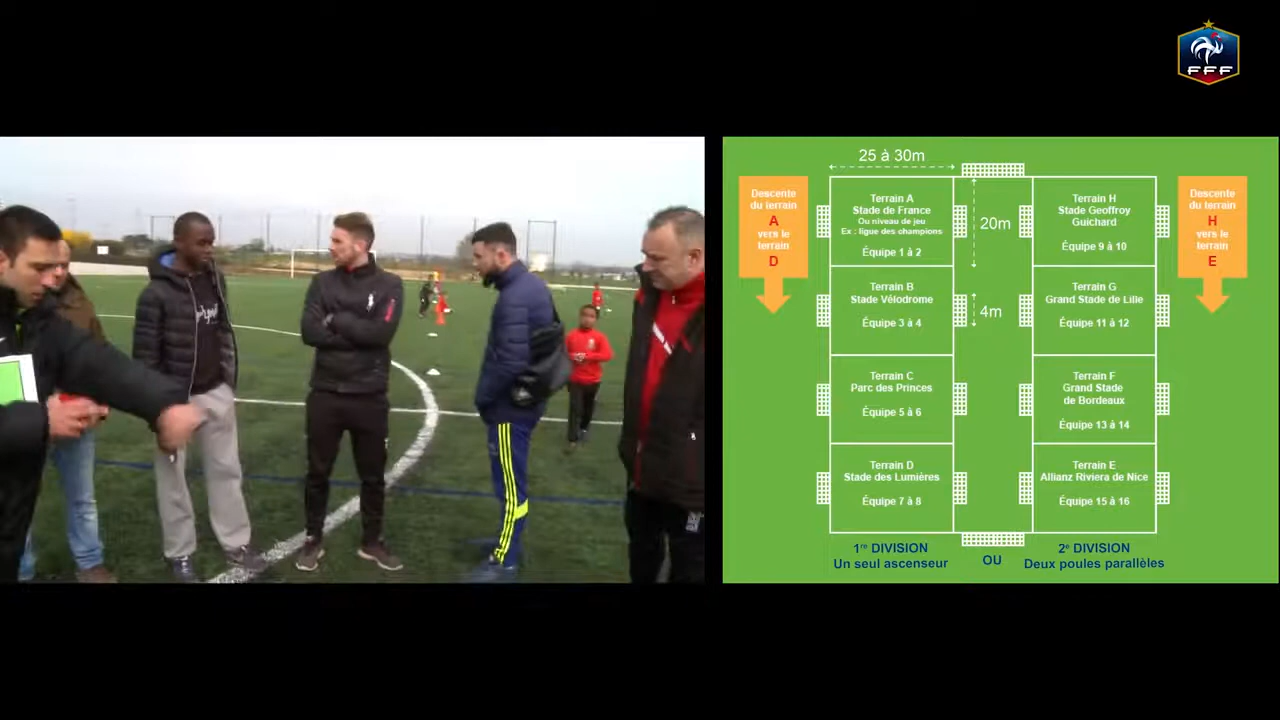 FFF
25 à 30m
Descente
du terrain
A
vers le
terrain
D
Terrain A
Stade de France
Ou niveau de jeu
Ex : ligue des champions
Équipe 1 à 2
20m
Terrain H
Stade Geoffroy
Guichard
Équipe 9 à 10
Descente
du terrain
H
vers le
terrain
E
Terrain B
Stade Vélodrome
Équipe 3 à 4
4m
Terrain G
Grand Stade de Lille
Équipe 11 à 12
Terrain C
Parc des Princes
Équipe 5 à 6
Terrain F
Grand Stade
de Bordeaux
Équipe 13 à 14
Terrain D
Stade des Lumières
Équipe 7 à 8
Terrain E
Allianz Riviera de Nice
Équipe 15 à 16
1re DIVISION
Un seul ascenseur
OU
2e DIVISION
Deux poules parallèles